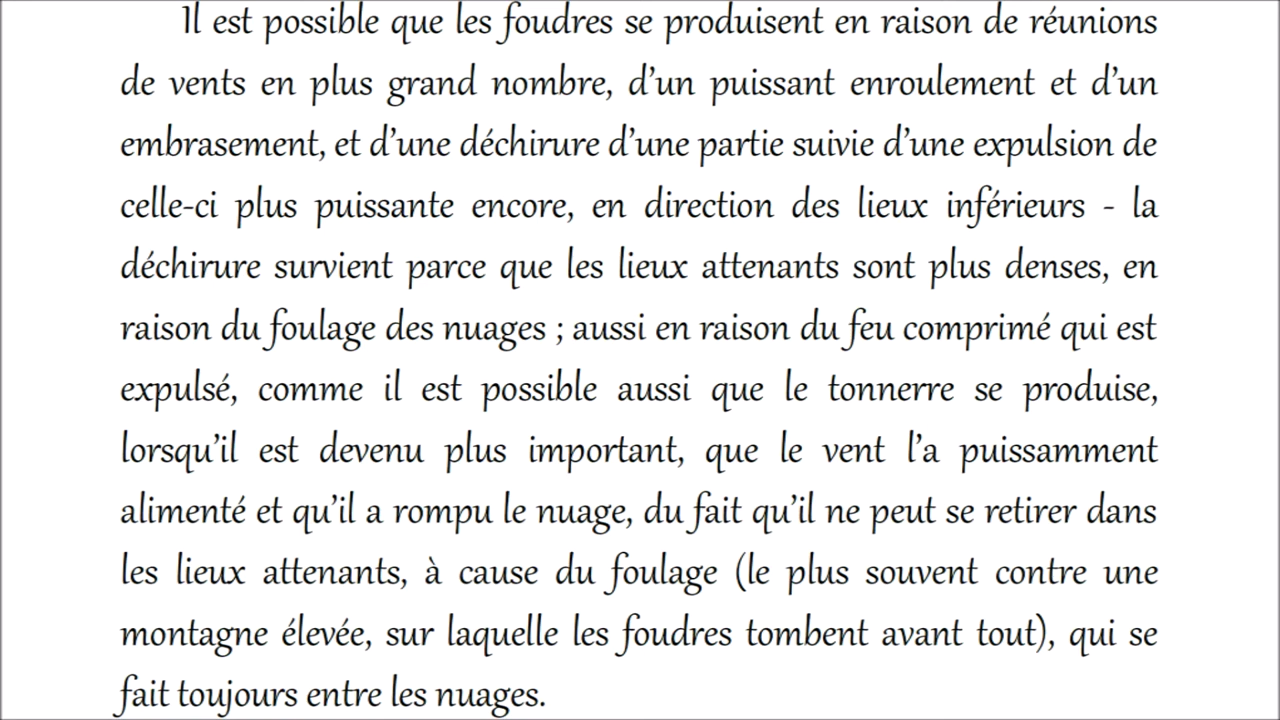 Il est possible que les foudres se produisent en raison de réunions
de vents en plus grand nombre, d’un puissant enroulement et d’un
embrasement, et d’une déchirure d’une partie suivie d’une expulsion de
celle-ci plus puissante encore, en direction des lieux inférieurs - la
déchirure survient parce que les lieux attenants sont plus denses, en
raison du foulage des nuages ; aussi en raison du feu comprimé qui est
expulsé, comme il est possible aussi que le tonnerre se produise,
lorsqu’il est devenu plus important, que le vent l’a puissamment
alimenté et qu’il a rompu le nuage, du fait qu’il ne peut se retirer dans
les lieux attenants, à cause du foulage (le plus souvent contre une
montagne élevée, sur laquelle les foudres tombent avant tout), qui se
fait toujours entre les nuages.